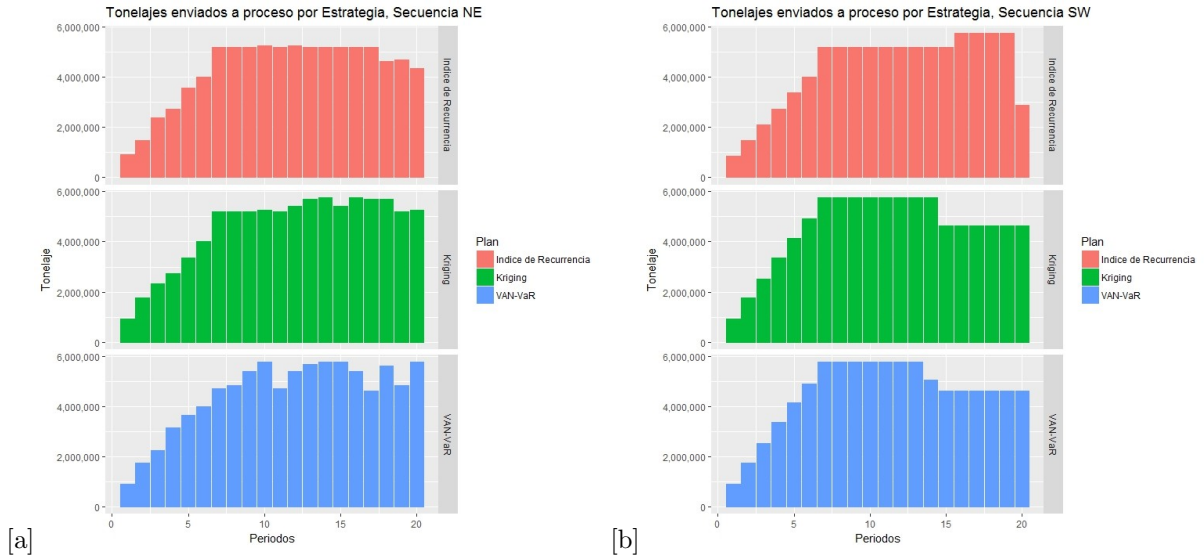 Tonelajes enviados a proceso por Estrategia, Secuencia NE
6,000,000
4,000,000
2,000,000
0
Indice de Recurrencia
6,000,000
4,000,000
2,000,000
0
Kriging
6,000,000
4,000,000
2,000,000
0
VAN-VaR
Tonelaje
0
5
10
15
20
Periodos
Plan
Indice de Recurrencia
Kriging
VAN-VaR
[a]
Tonelajes enviados a proceso por Estrategia, Secuencia SW
6,000,000
4,000,000
2,000,000
0
Indice de Recurrencia
6,000,000
4,000,000
2,000,000
0
Kriging
6,000,000
4,000,000
2,000,000
0
VAN-VaR
Tonelaje
0
5
10
15
20
Periodos
Plan
Indice de Recurrencia
Kriging
VAN-VaR
[b]